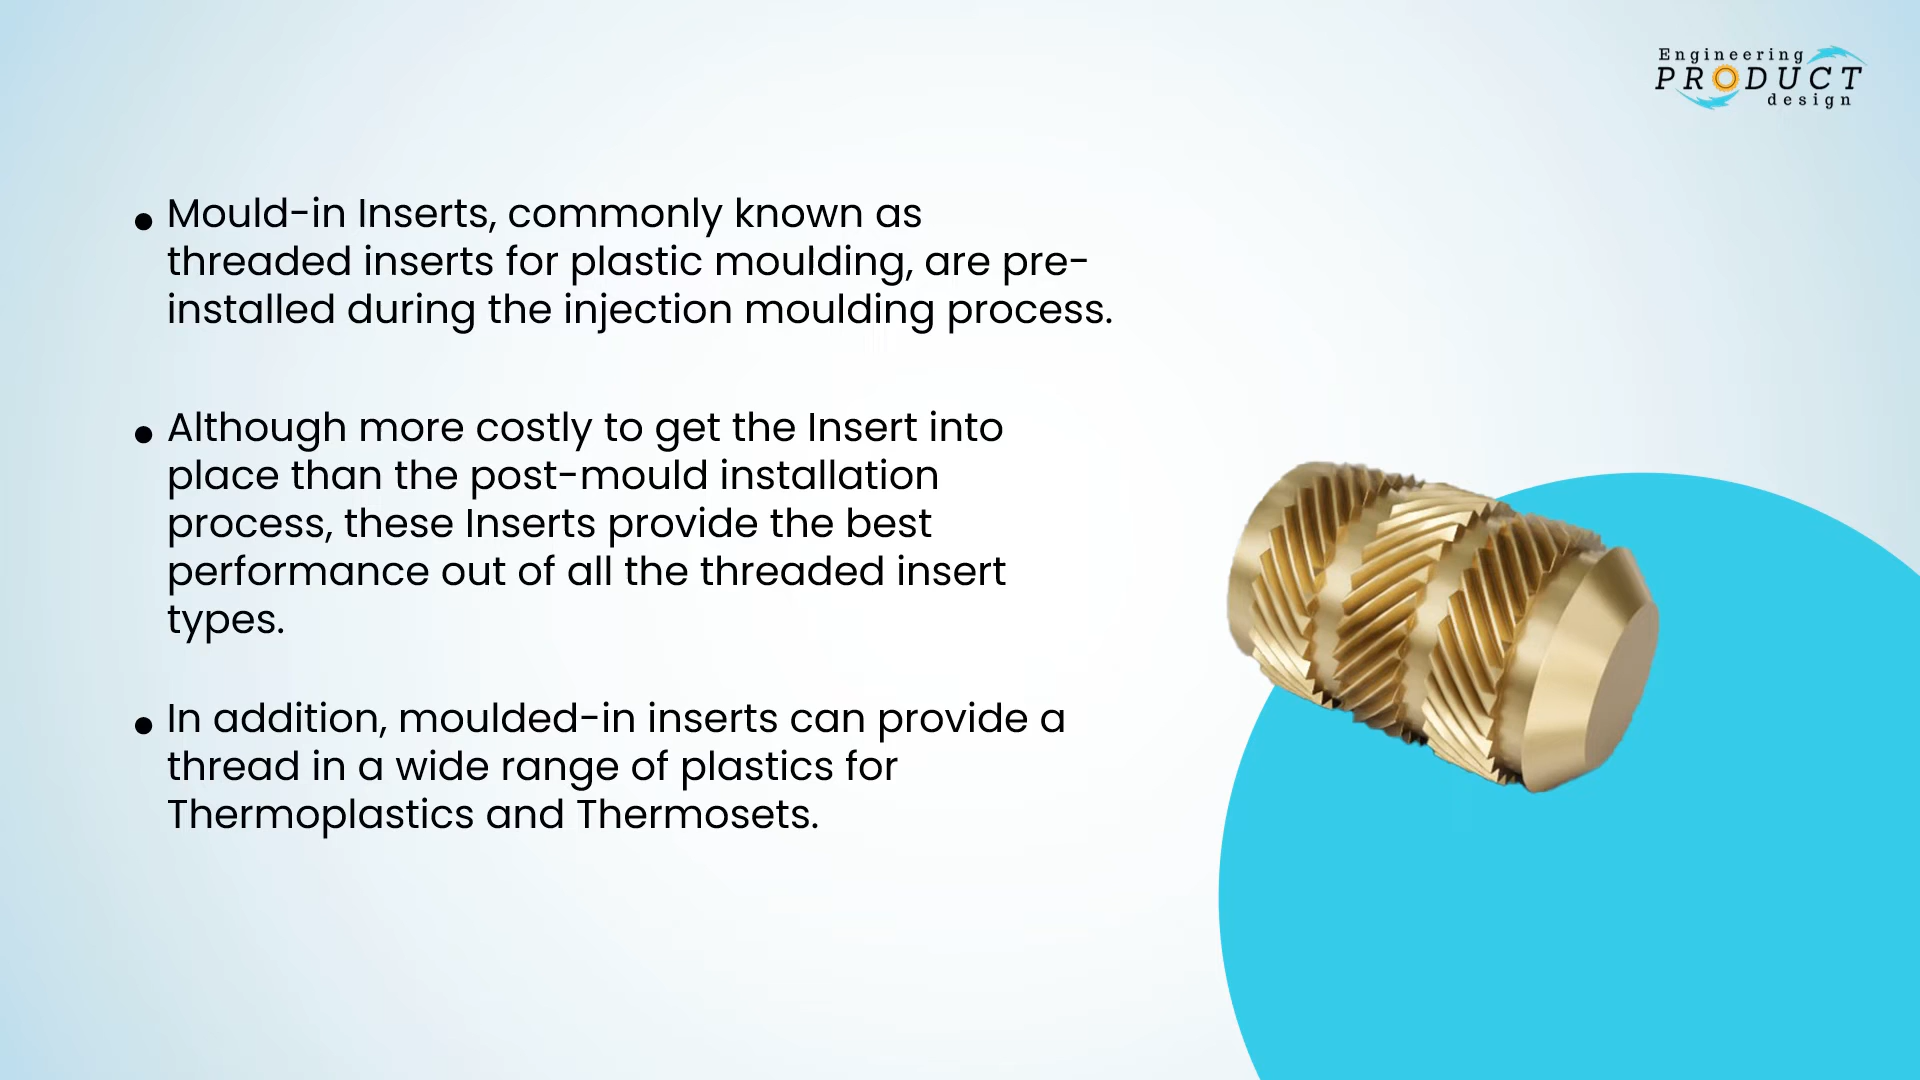 Engineering
PRODUCT
design
• Mould-in Inserts, commonly known as
threaded inserts for plastic moulding, are pre-
installed during the injection moulding process.
• Although more costly to get the Insert into
place than the post-mould installation
process, these Inserts provide the best
performance out of all the threaded insert
types.
• In addition, moulded-in inserts can provide a
thread in a wide range of plastics for
Thermoplastics and Thermosets.